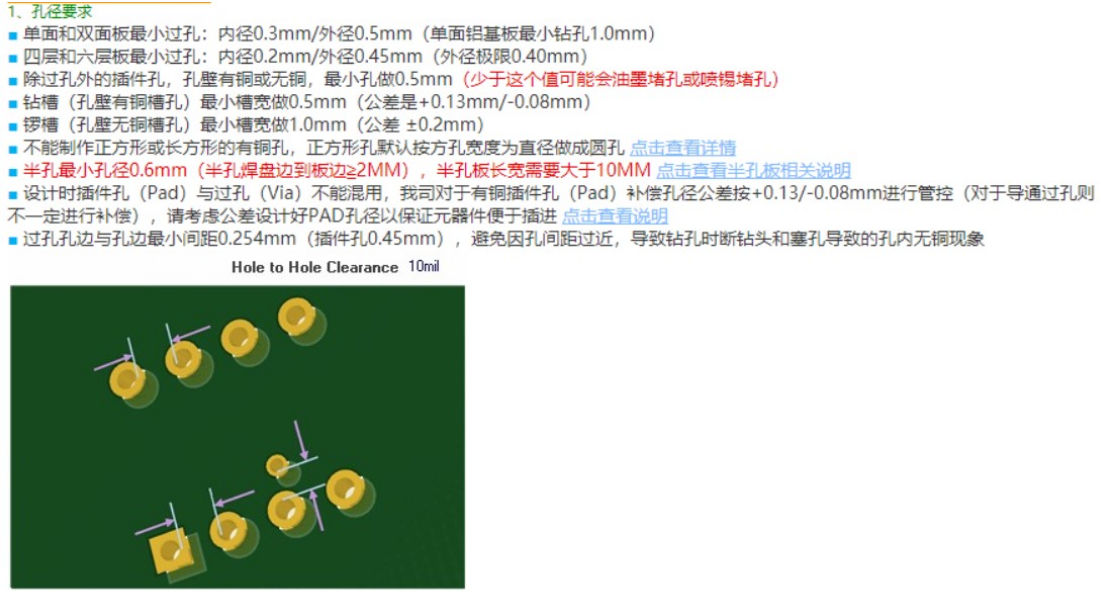 1、孔径要求
■ 单面和双面板最小过孔：内径0.3mm/外径0.5mm（单面铝基板最小钻孔1.0mm）
■ 四层和六层板最小过孔：内径0.2mm/外径0.45mm（外径极限0.40mm）
■ 除过孔外的插件孔，孔壁有铜或无铜，最小孔做0.5mm（少于这个值可能会油墨堵孔或喷锡堵孔）
■ 钻槽（孔壁有铜槽孔）最小槽宽做0.5mm（公差是+0.13mm/-0.08mm）
■ 锣槽（孔壁无铜槽孔）最小槽宽做1.0mm（公差 ±0.2mm）
■ 不能制作正方形或长方形的有铜孔，正方形孔默认按方孔宽度为直径做成圆孔 点击查看详情
■ 半孔最小孔径0.6mm（半孔焊盘边到板边≧2MM），半孔板长宽需要大于10MM 点击查看半孔板相关说明
■ 设计时插件孔（Pad）与过孔（Via）不能混用，我司对于有铜插件孔（Pad）补偿孔径公差按+0.13/-0.08mm进行管控（对于导通过孔则
不一定进行补偿），请考虑公差设计好PAD孔径以保证元器件便于插进 点击查看说明
■ 过孔孔边与孔边最小间距0.254mm（插件孔0.45mm），避免因孔间距过近，导致钻孔时断钻头和塞孔导致的孔内无铜现象
Hole to Hole Clearance 10mil